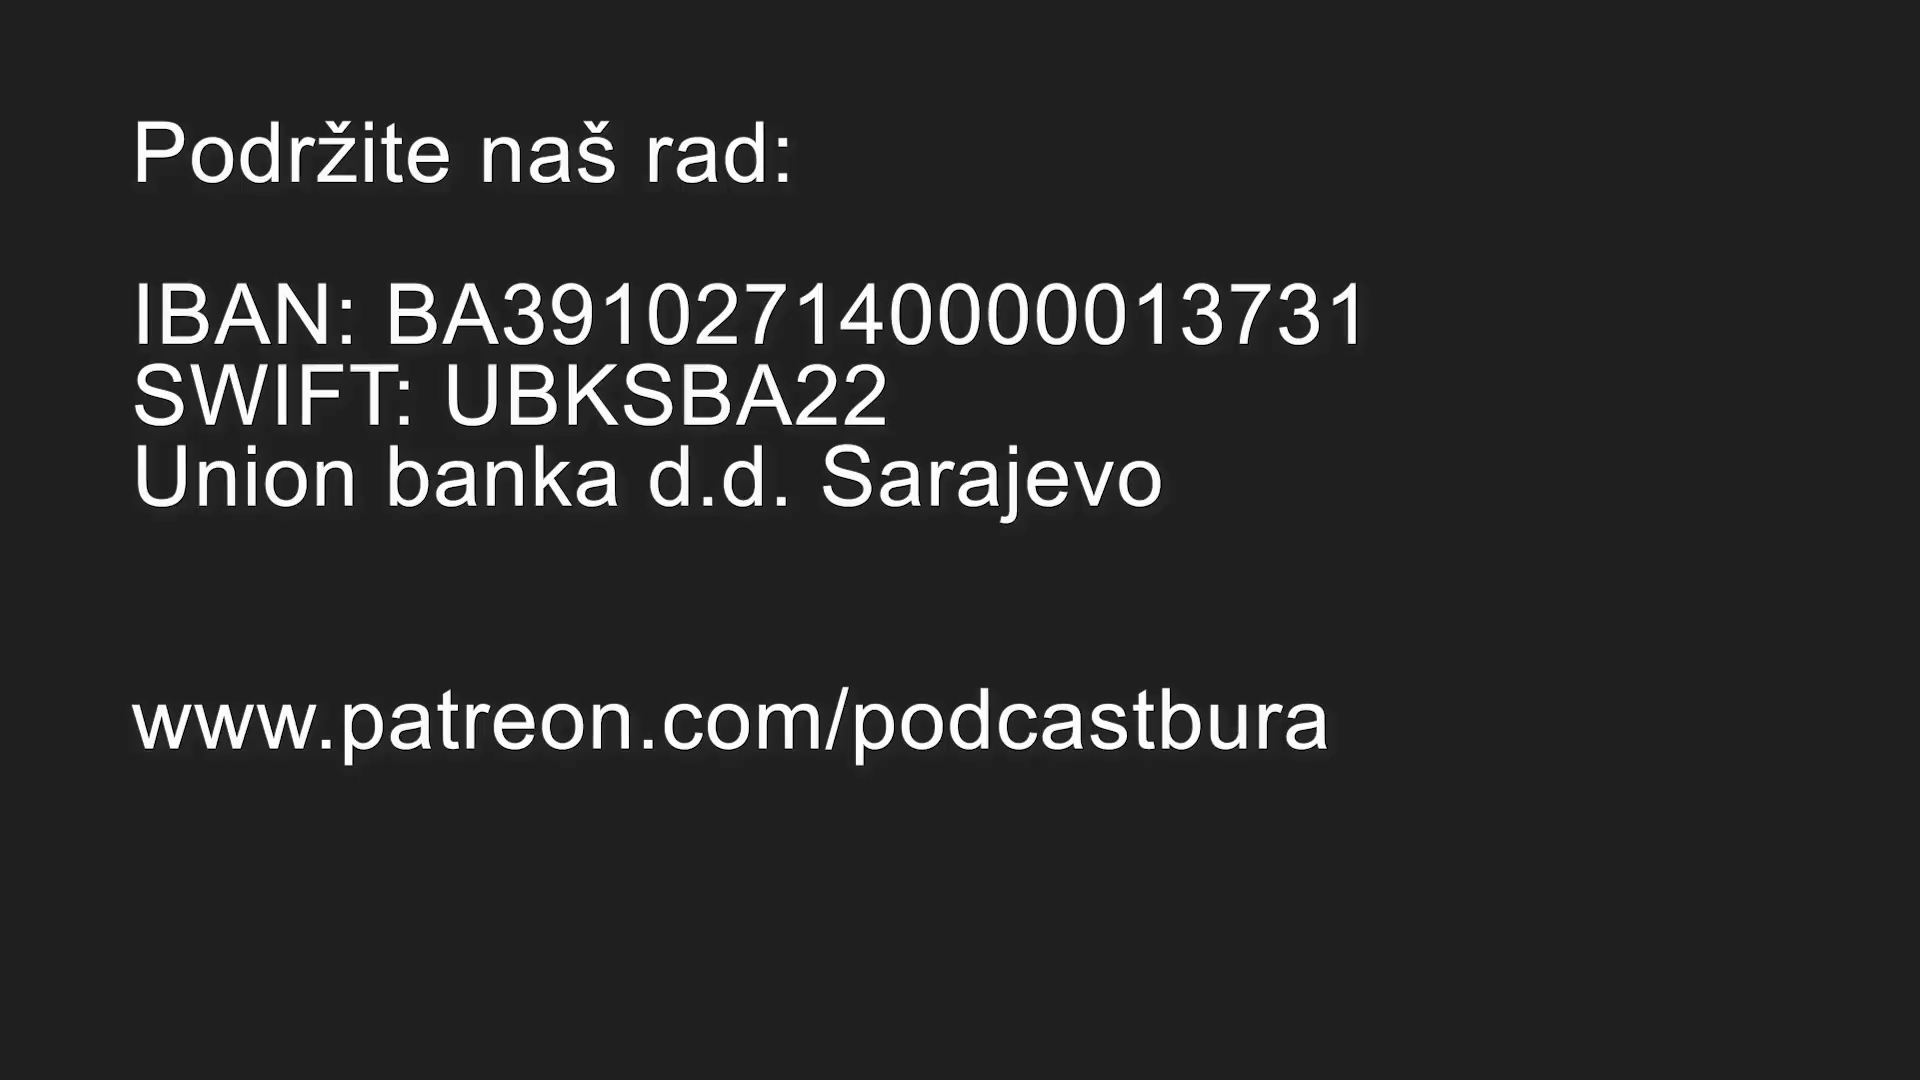 Podržite naš rad:
IBAN: BA391027140000013731
SWIFT: UBKSBA22
Union banka d.d. Sarajevo
www.patreon.com/podcastbura